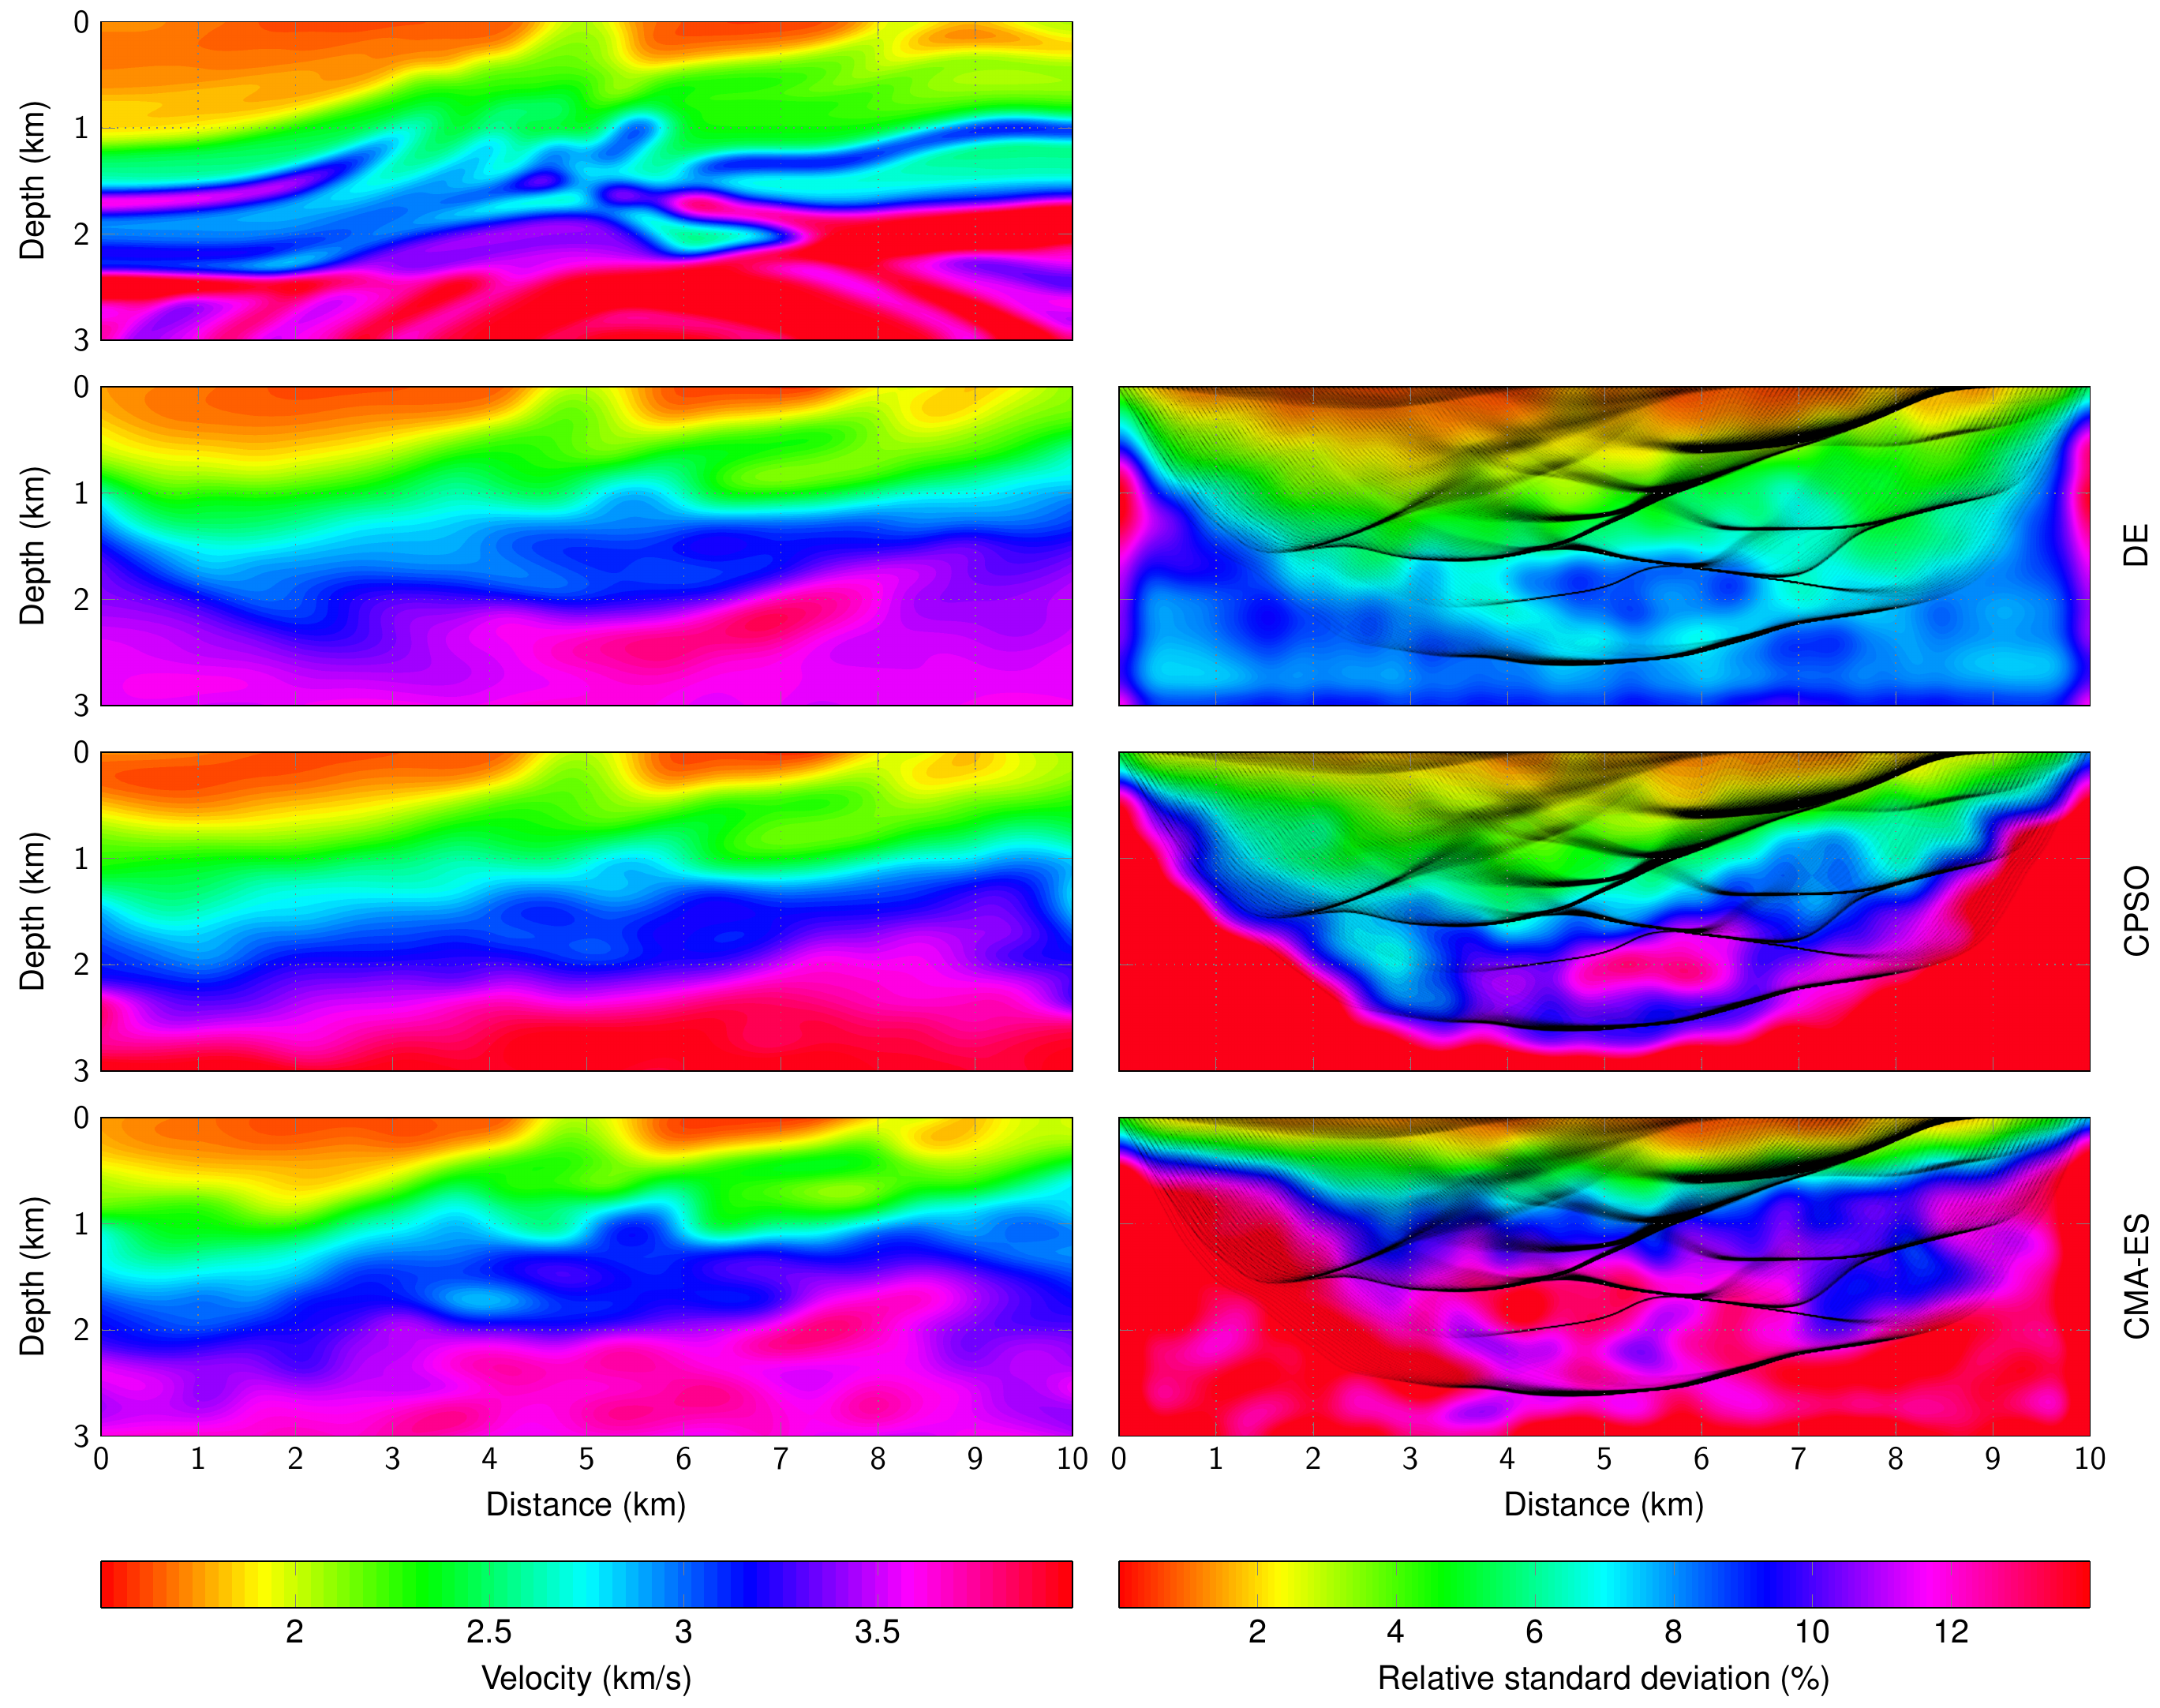 0
1
2
3
Depth (km)
0
1
2
3
Depth (km)
DE
0
1
2
3
Depth (km)
CPSO
0
1
2
3
Depth (km)
CMA-ES
0 1 2 3 4 5 6 7 8 9 10
0 1 2 3 4 5 6 7 8 9 10
Distance (km)
Distance (km)
2 2.5 3 3.5
2 4 6 8 10 12
Velocity (km/s)
Relative standard deviation (%)